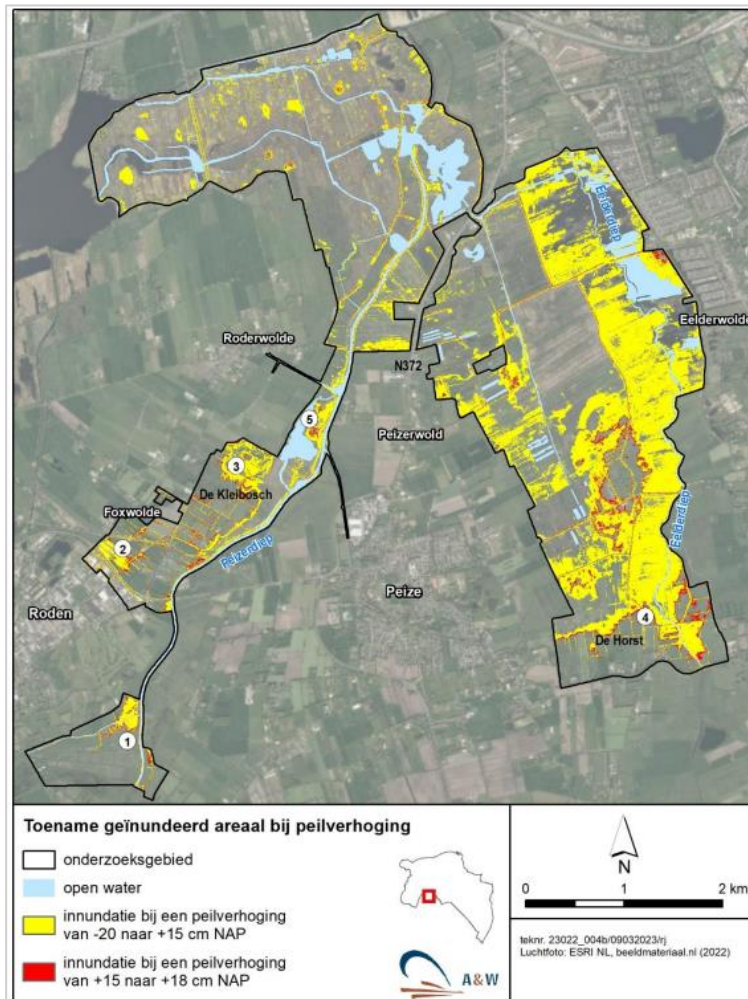 Eelderdiep
Eelderwolde
Roderwolde
N372
5
Peizerwold
3
De Kleibosch
Foxwolde
2
Peizerdiep
Eelderdiep
Roden
Peize
4
De Horst
1
Toename geïnundeerd areaal bij peilverhoging
onderzoeksgebied
open water
innundatie bij een peilverhoging
van -20 naar +15 cm NAP
innundatie bij een peilverhoging
van +15 naar +18 cm NAP
A&W
N
0 1 2 km
teknr. 23022_004b/09032023/rj
Luchtfoto: ESRI NL, beeldmateriaal.nl (2022)